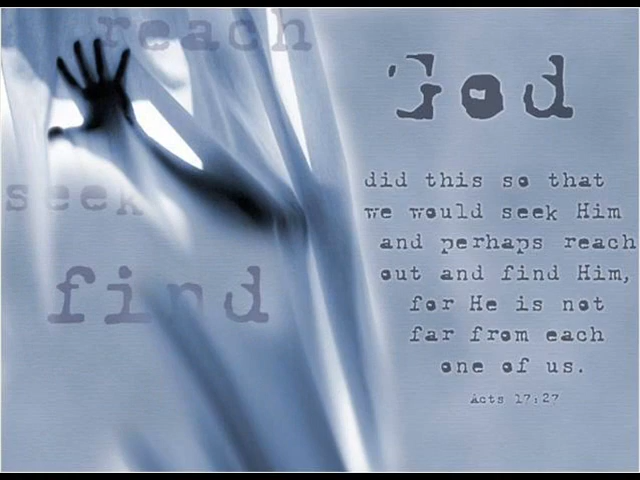 reach
seek
find
God
did this so that
we would seek Him
and perhaps reach
out and find Him,
for He is not
far from each
one of us.
Acts 17:27